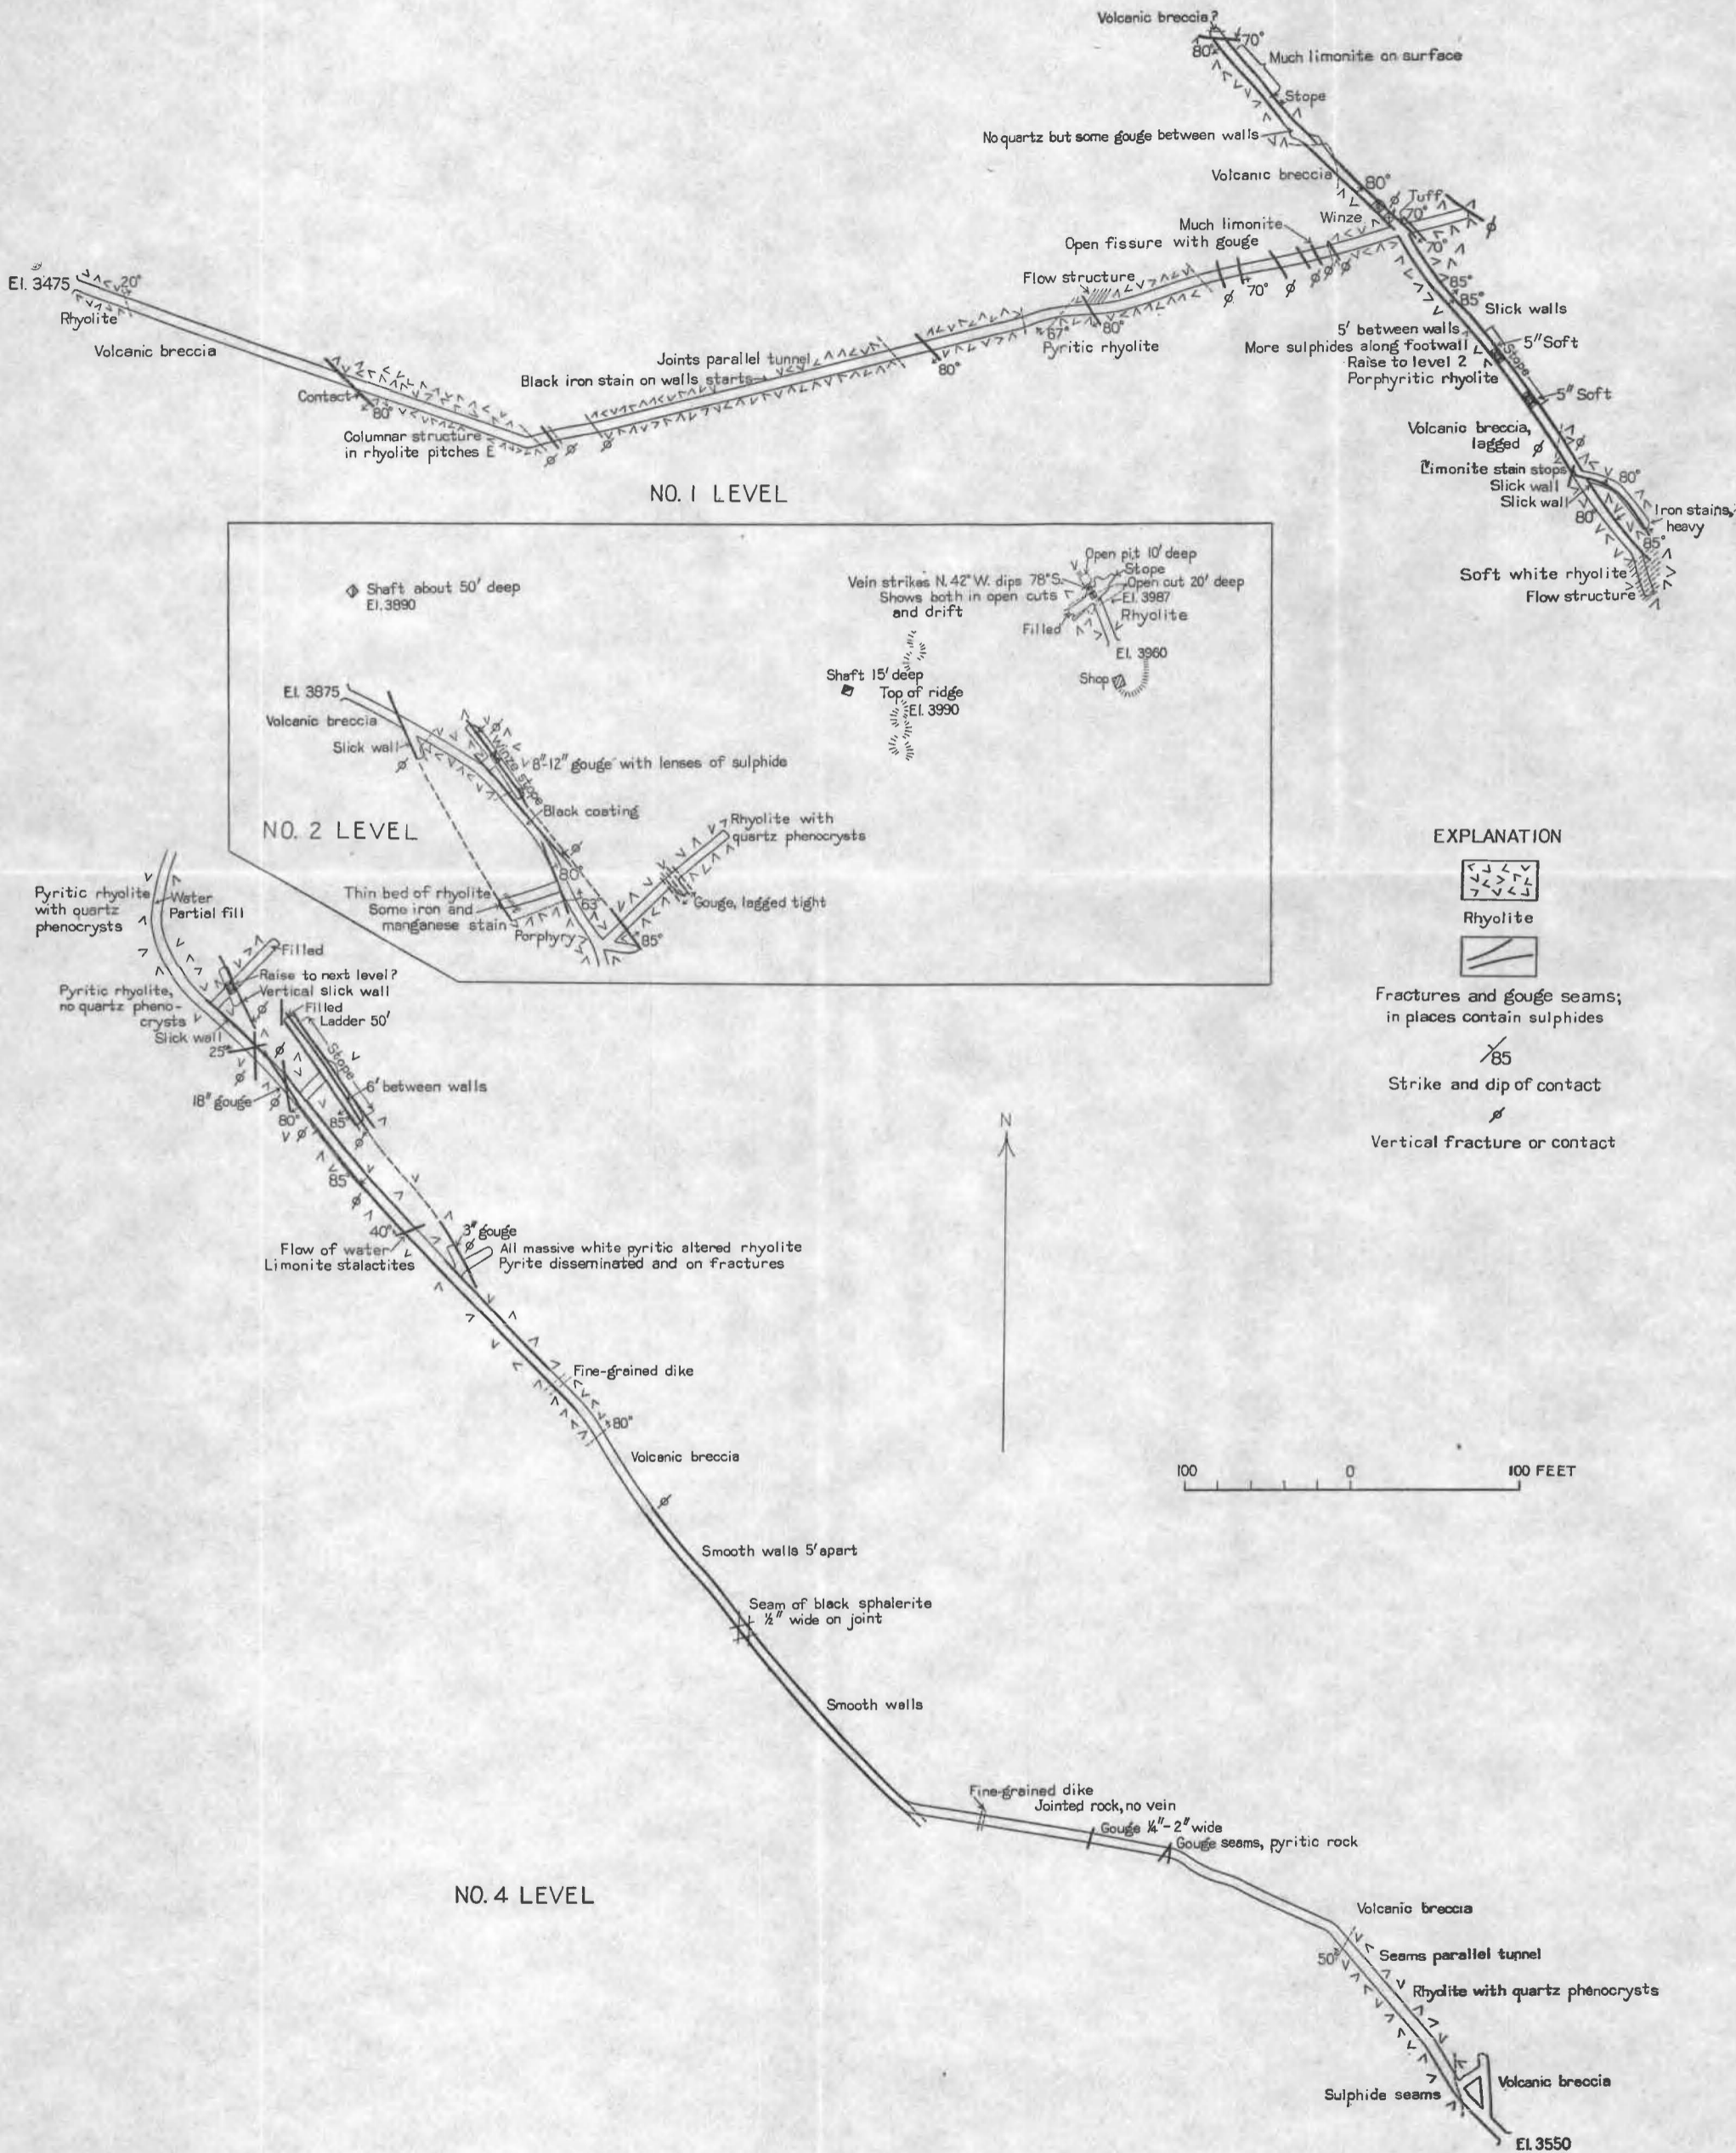 Volcanic breccia?
70°
80°
Much limonite on surface
Stope
No quartz but some gouge between walls
Volcanic breccia
80°
Tuff
70°
Winze
Much limonite
Open fissure with gouge
70°
Flow structure
70°
El. 3475
20°
Rhyolite
Volcanic breccia
85°
85°
Slick walls
67°
80°
Pyritic rhyolite
5' between walls
More sulphides along footwall
Raise to level 2
Porphyritic rhyolite
5" Soft
Stope
5" Soft
Joints parallel tunnel
Black iron stain on walls starts
80°
Contact
80°
Columnar structure
in rhyolite pitches E
Volcanic breccia,
lagged
Limonite stain stops
Slick wall
Slick wall
80°
80°
Iron stains,
heavy
85°
Soft white rhyolite
Flow structure
NO. 1 LEVEL
Shaft about 50' deep
El. 3890
Open pit 10' deep
Stope
Vein strikes N. 42° W. dips 78° S.
Open cut 20' deep
Shows both in open cuts
and drift
El. 3987
Rhyolite
Filled
El. 3960
Shop
Shaft 15' deep
Top of ridge
El. 3990
El. 3875
Volcanic breccia
Slick wall
Winze
stope
8"-12" gouge with lenses of sulphide
Black coating
NO. 2 LEVEL
Rhyolite with
quartz phenocrysts
80°
63°
Thin bed of rhyolite
Some iron and
manganese stain
Porphyry?
Gouge, lagged tight
85°
EXPLANATION
Rhyolite
Fractures and gouge seams;
in places contain sulphides
85
Strike and dip of contact
Vertical fracture or contact
Pyritic rhyolite
with quartz
phenocrysts
Water
Partial fill
Filled
Raise to next level?
Vertical slick wall
Pyritic rhyolite,
no quartz pheno-
crysts
Slick wall
25°
Filled
Ladder 50'
Stope
6' between walls
18" gouge
80°
85°
85
40°
Flow of water
Limonite stalactites
3" gouge
All massive white pyritic altered rhyolite
Pyrite disseminated and on fractures
N
Fine-grained dike
80°
Volcanic breccia
100 0 100 FEET
Smooth walls 5' apart
Seam of black sphalerite
½" wide on joint
Smooth walls
Fine-grained dike
Jointed rock, no vein
Gouge ¼"-2" wide
Gouge seams, pyritic rock
NO. 4 LEVEL
Volcanic breccia
50°
Seams parallel tunnel
Rhyolite with quartz phenocrysts
Volcanic breccia
Sulphide seams
El. 3550